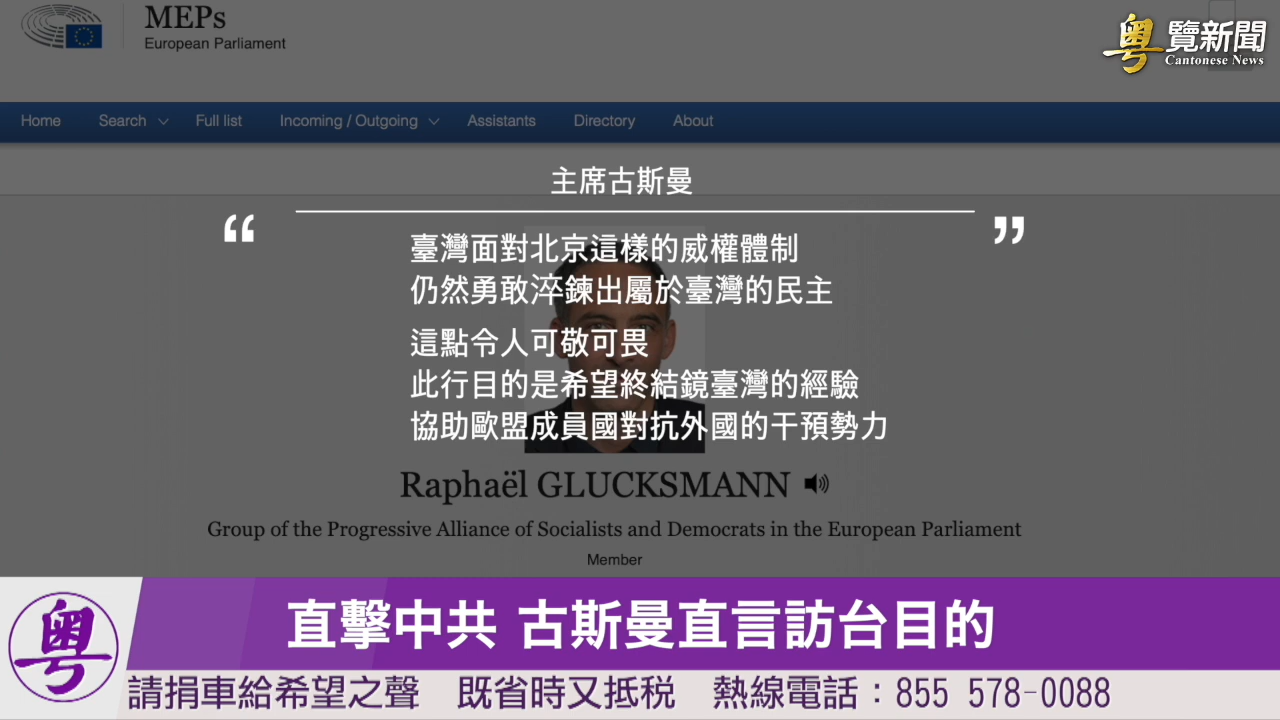 MEPs
European Parliament
粵覽新聞
Cantonese News
Home Search Full list Incoming / Outgoing Assistants Directory About
主席古斯曼
“ ”
臺灣面對北京這樣的威權體制
仍然勇敢淬鍊出屬於臺灣的民主
這點令人可敬可畏
此行目的是希望終結鏡臺灣的經驗
協助歐盟成員國對抗外國的干預勢力
Raphaël GLUCKSMANN
Group of the Progressive Alliance of Socialists and Democrats in the European Parliament
Member
直擊中共 古斯曼直言訪台目的
粵
請捐車給希望之聲 既省時又抵税 熱線電話：855 578-0088